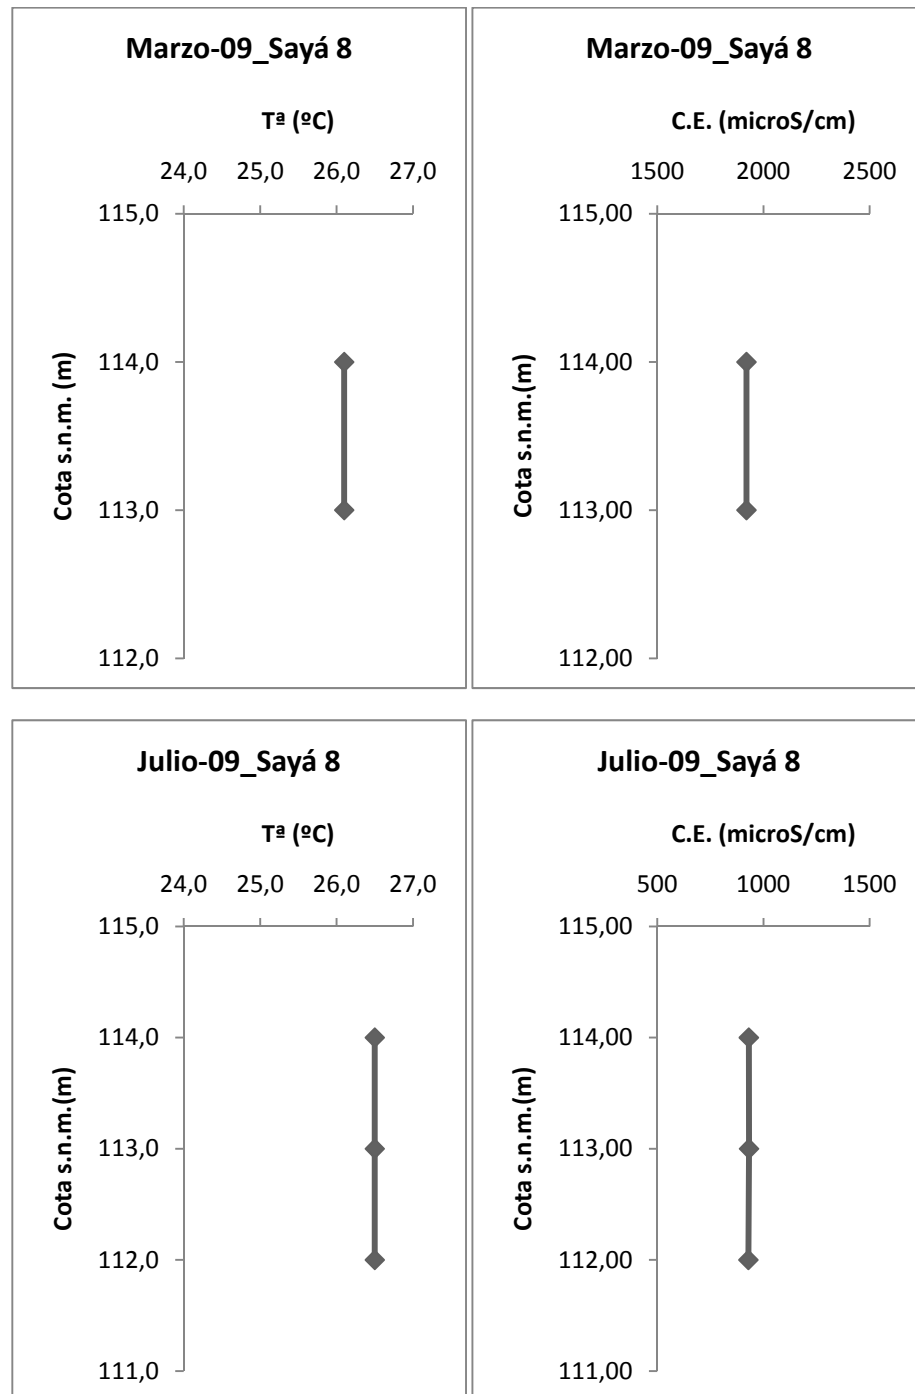 Marzo-09_Sayá 8
Tª (ºC)
24,0 25,0 26,0 27,0
115,0
114,0
113,0
112,0
Cota s.n.m. (m)
Marzo-09_Sayá 8
C.E. (microS/cm)
1500 2000 2500
115,00
114,00
113,00
112,00
Cota s.n.m.(m)
Julio-09_Sayá 8
Tª (ºC)
24,0 25,0 26,0 27,0
115,0
114,0
113,0
112,0
111,0
Cota s.n.m.(m)
Julio-09_Sayá 8
C.E. (microS/cm)
500 1000 1500
115,00
114,00
113,00
112,00
111,00
Cota s.n.m.(m)